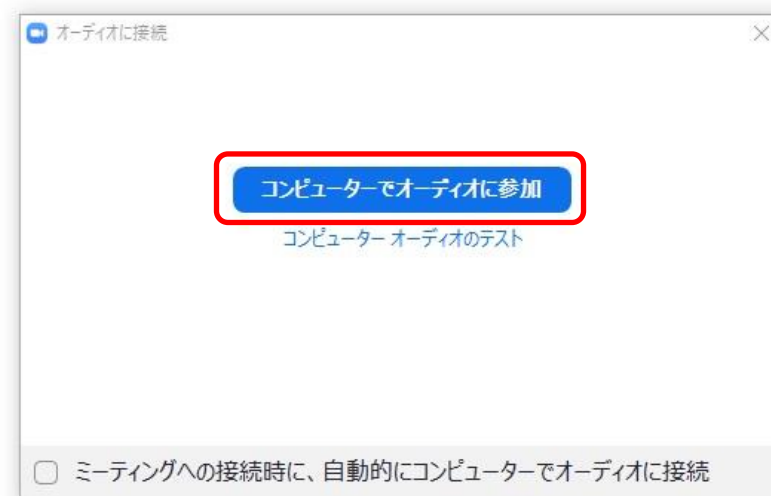 オーディオに接続
コンピューターでオーディオに参加
コンピューター オーディオのテスト
ミーティングへの接続時に、自動的にコンピューターでオーディオに接続